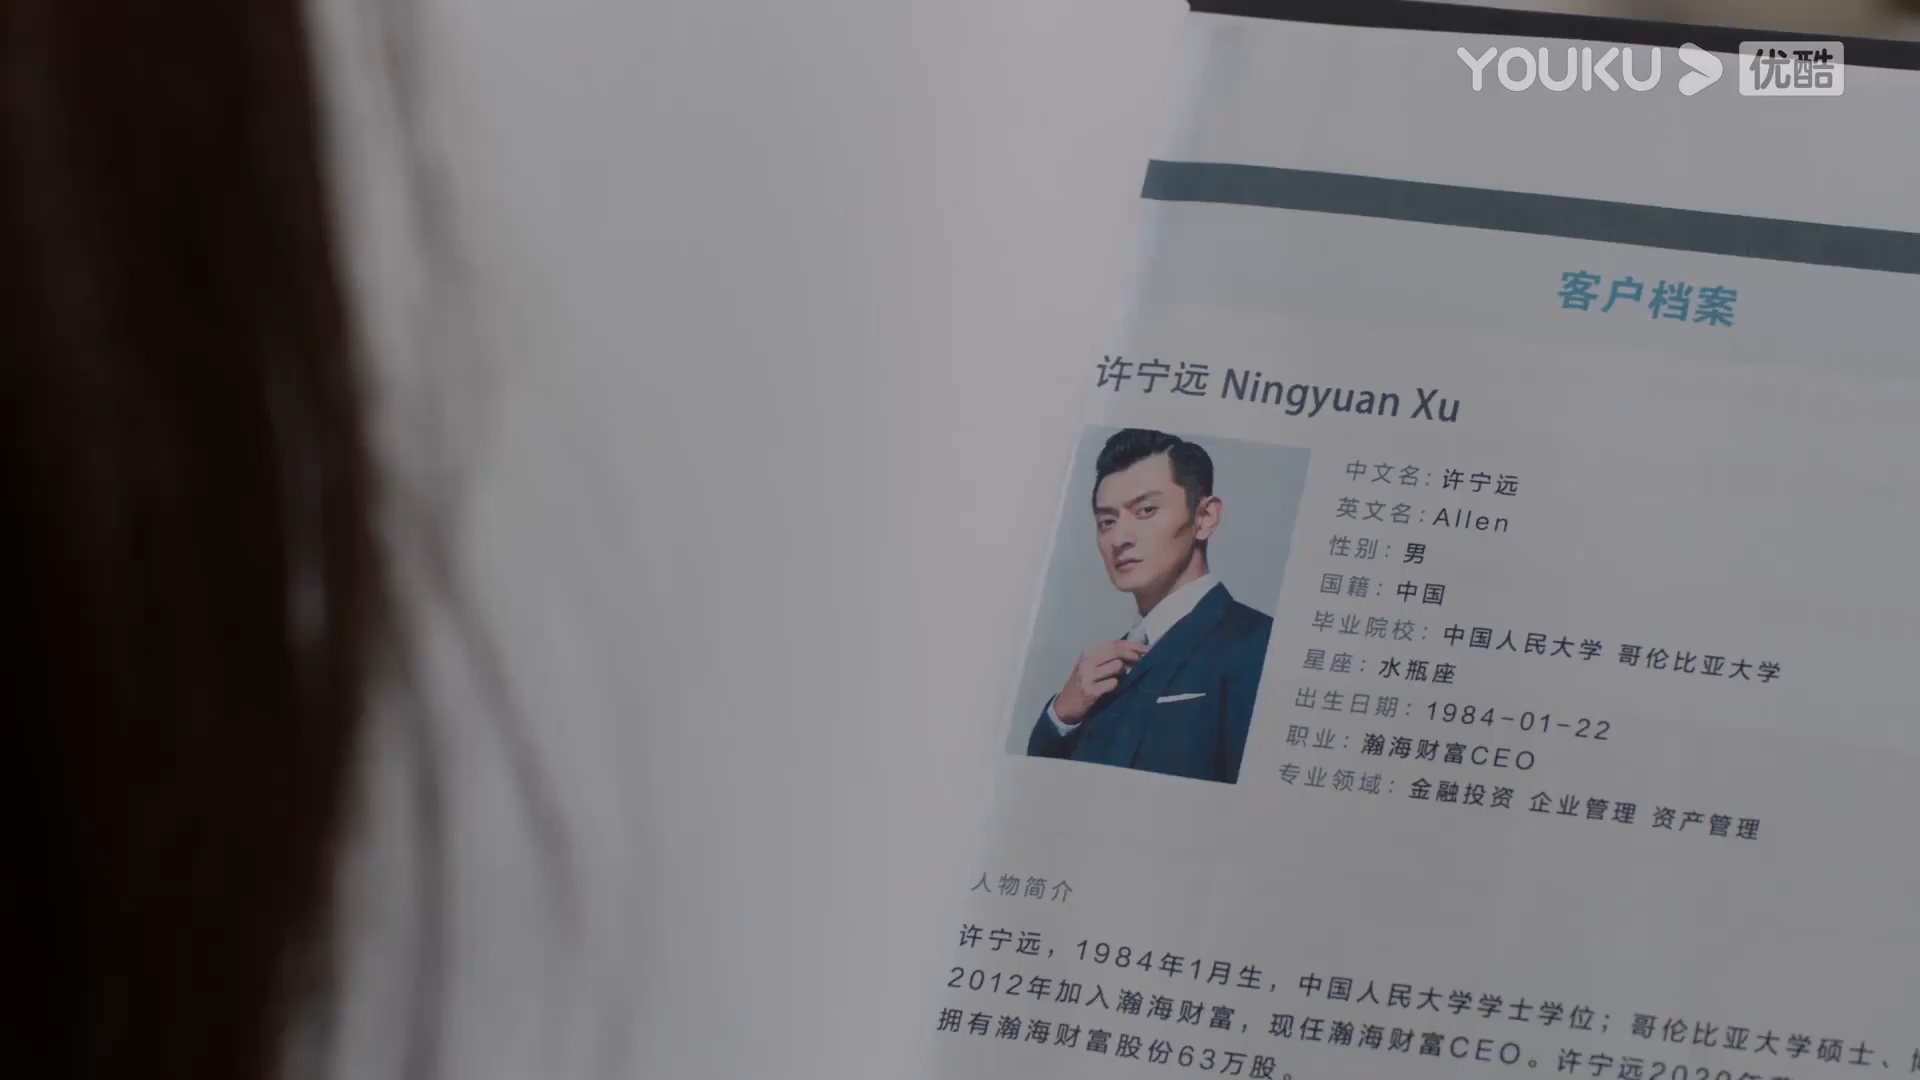 YOUKU 优酷
客户档案
许宁远 Ningyuan Xu
中文名：许宁远
英文名：Allen
性别：男
国籍：中国
毕业院校：中国人民大学 哥伦比亚大学
星座：水瓶座
出生日期：1984-01-22
职业：瀚海财富CEO
专业领域：金融投资 企业管理 资产管理
人物简介
许宁远，1984年1月生，中国人民大学学士学位；哥伦比亚大学硕士、
2012年加入瀚海财富，现任瀚海财富CEO。许宁远2020年
拥有瀚海财富股份63万股。